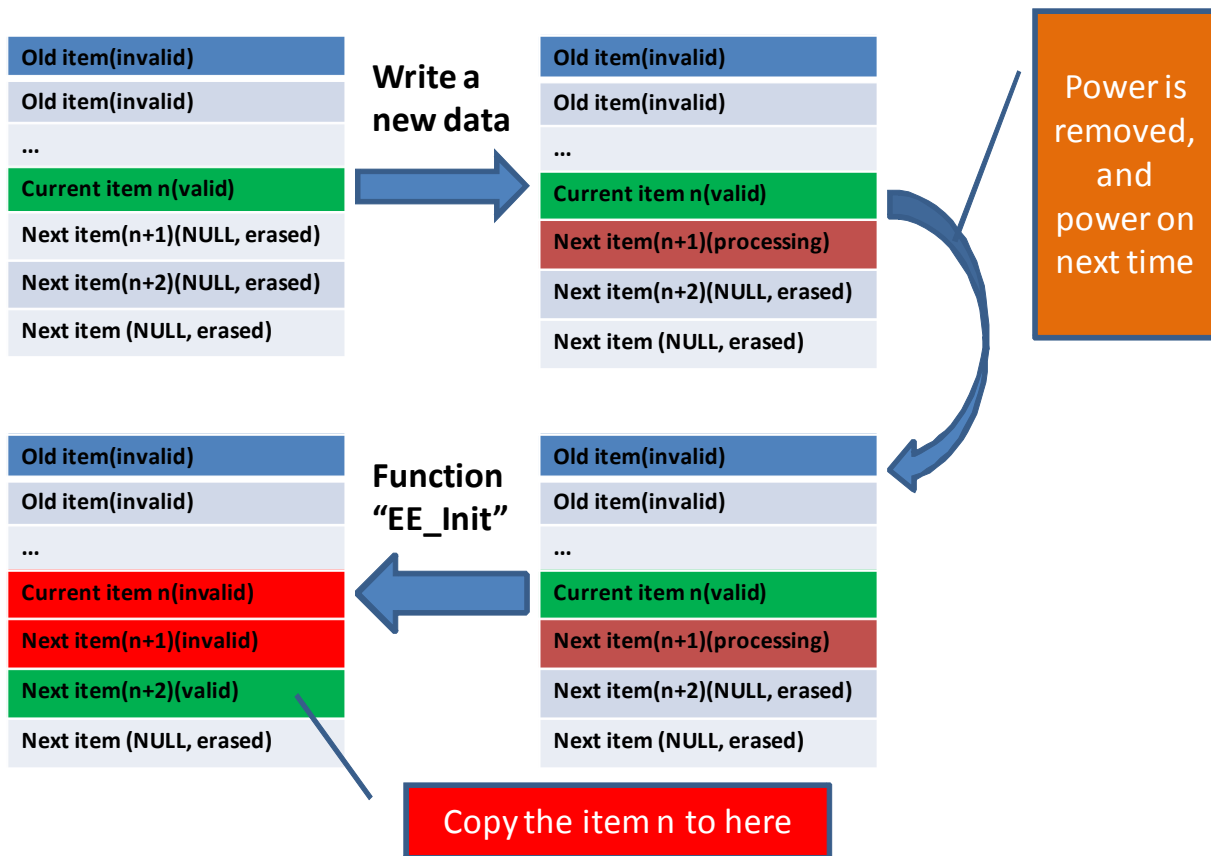 Old item(invalid)
Old item(invalid)
...
Current item n(valid)
Next item(n+1)(NULL, erased)
Next item(n+2)(NULL, erased)
Next item (NULL, erased)
Write a
new data
Old item(invalid)
Old item(invalid)
...
Current item n(valid)
Next item(n+1)(processing)
Next item(n+2)(NULL, erased)
Next item (NULL, erased)
Power is
removed,
and
power on
next time
Old item(invalid)
Old item(invalid)
...
Current item n(invalid)
Next item(n+1)(invalid)
Next item(n+2)(valid)
Next item (NULL, erased)
Function
“EE_Init”
Old item(invalid)
Old item(invalid)
...
Current item n(valid)
Next item(n+1)(processing)
Next item(n+2)(NULL, erased)
Next item (NULL, erased)
Copy the item n to here